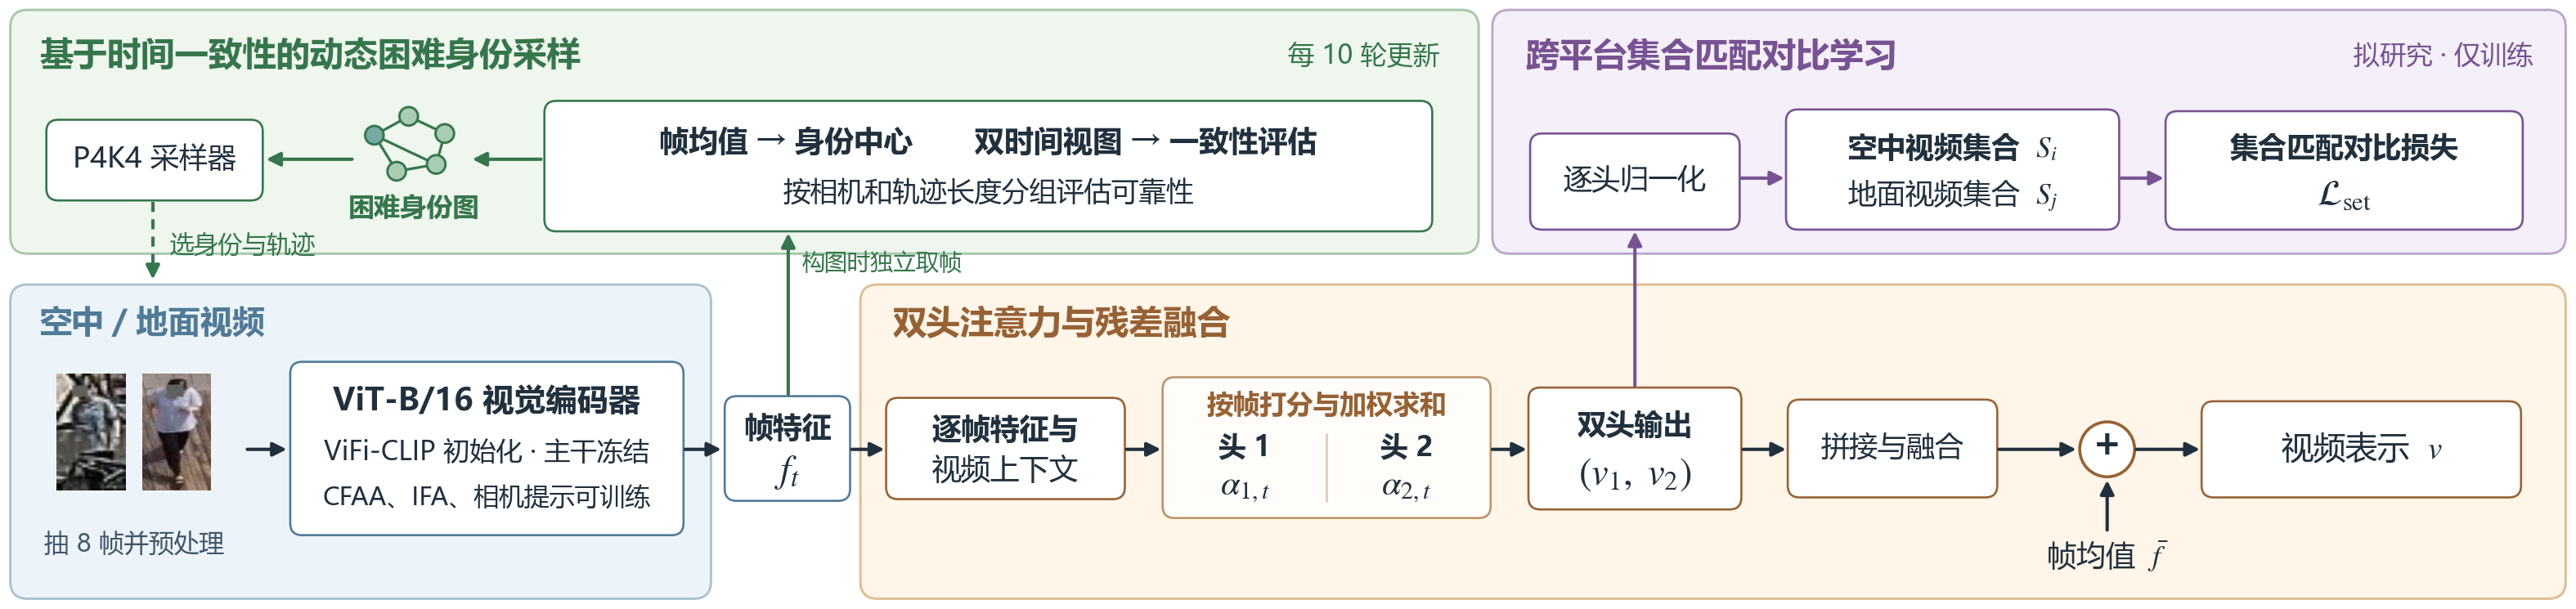 基于时间一致性的动态困难身份采样
每 10 轮更新
P4K4 采样器
困难身份图
帧均值 → 身份中心 双时间视图 → 一致性评估
按相机和轨迹长度分组评估可靠性
选身份与轨迹
构图时独立取帧
跨平台集合匹配对比学习
拟研究 · 仅训练
逐头归一化
空中视频集合 S_i
地面视频集合 S_j
集合匹配对比损失
ℒ_set
空中 / 地面视频
抽 8 帧并预处理
ViT-B/16 视觉编码器
ViFi-CLIP 初始化 · 主干冻结
CFAA、IFA、相机提示可训练
帧特征
f_t
双头注意力与残差融合
逐帧特征与
视频上下文
按帧打分与加权求和
头 1 头 2
α_{1,t} α_{2,t}
双头输出
(v_1, v_2)
拼接与融合
+
帧均值 f̄
视频表示 v